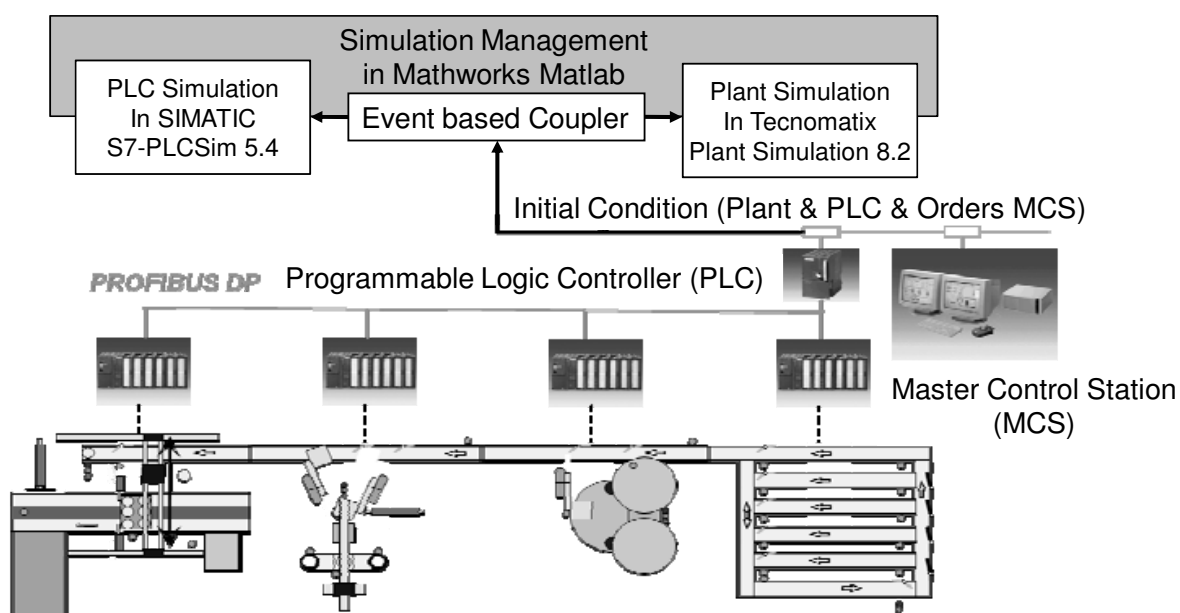 Simulation Management
in Mathworks Matlab
PLC Simulation
In SIMATIC
S7-PLCSim 5.4
Event based Coupler
Plant Simulation
In Tecnomatix
Plant Simulation 8.2
Initial Condition (Plant & PLC & Orders MCS)
PROFIBUS DP
Programmable Logic Controller (PLC)
Master Control Station
(MCS)